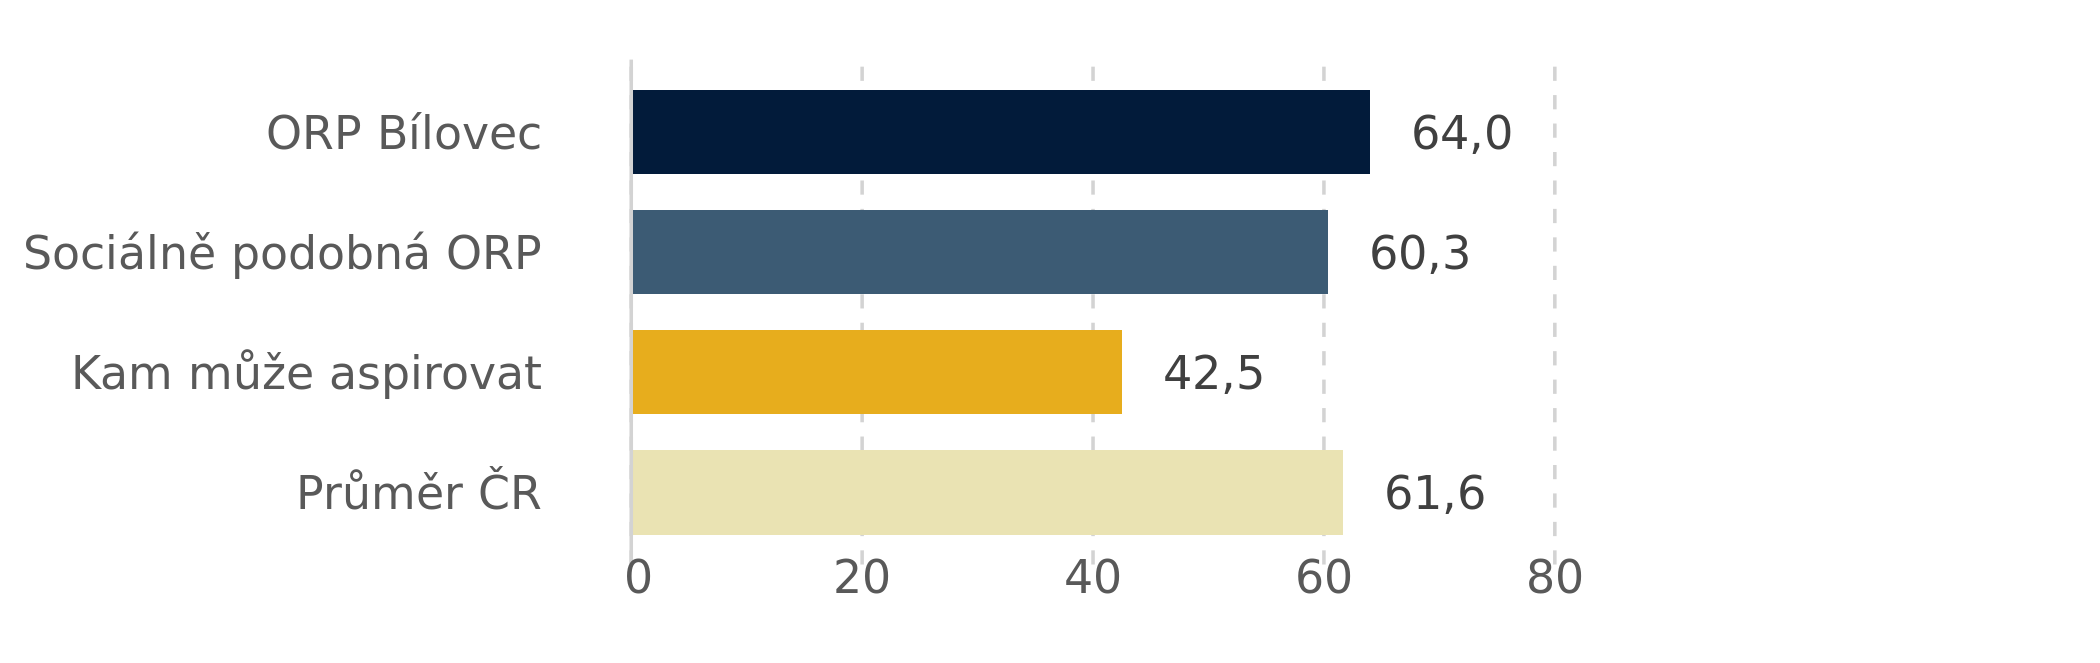 ORP Bílovec 64,0
Sociálně podobná ORP 60,3
Kam může aspirovat 42,5
Průměr ČR 61,6
0 20 40 60 80